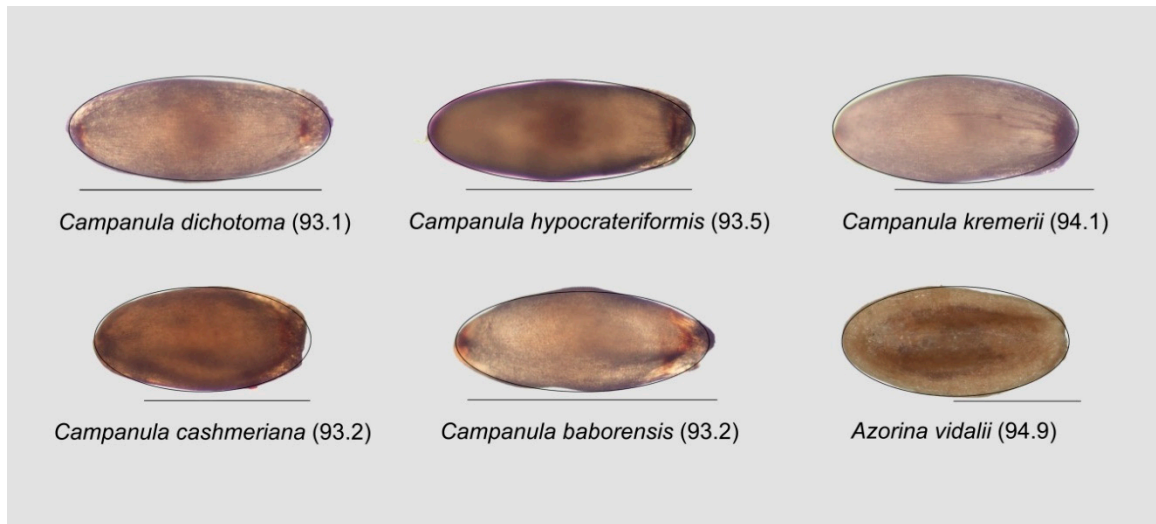 Campanula dichotoma (93.1)
Campanula hypocrateriformis (93.5)
Campanula kremerii (94.1)
Campanula cashmeriana (93.2)
Campanula baborensis (93.2)
Azorina vidalii (94.9)